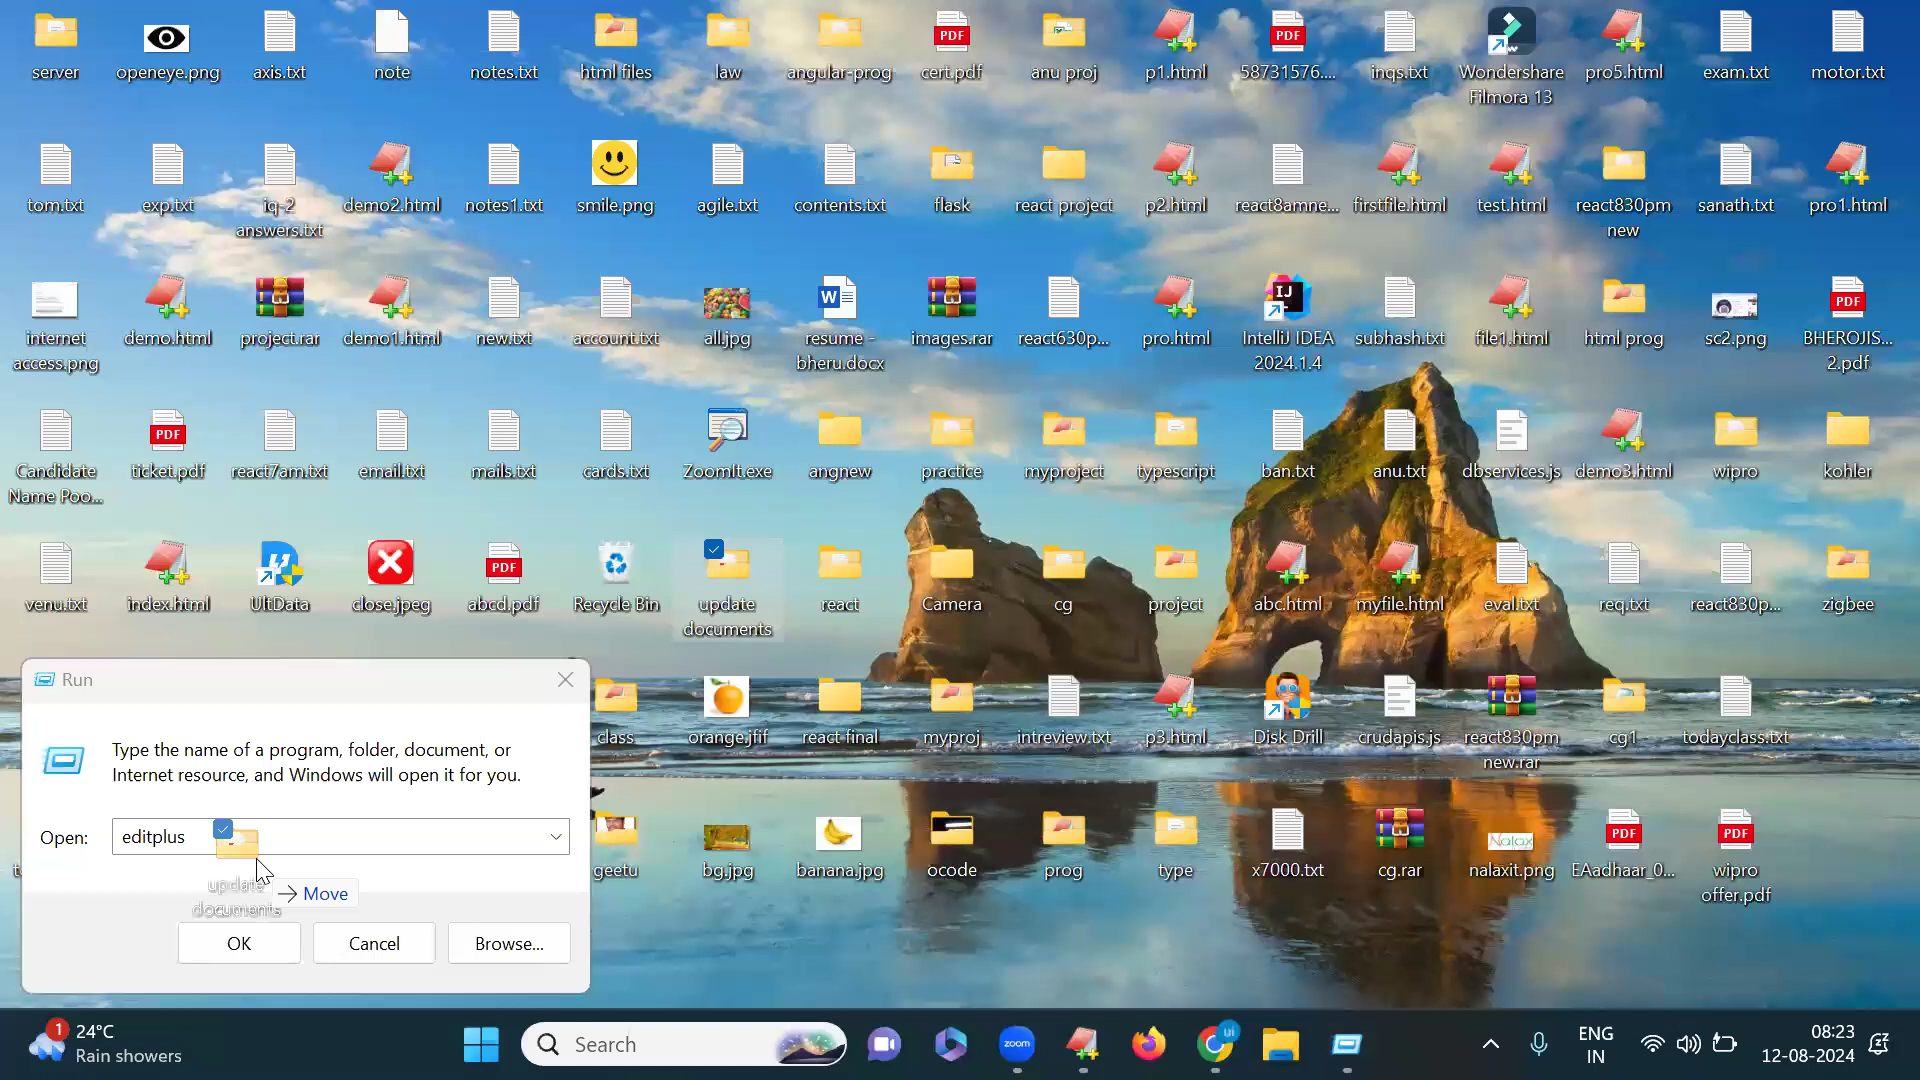 server
openeye.png
axis.txt
note
notes.txt
html files
law
angular-prog
PDF
cert.pdf
anu proj
p1.html
PDF
58731576....
inqs.txt
Wondershare
Filmora 13
pro5.html
exam.txt
motor.txt
tom.txt
exp.txt
iq-2
answers.txt
demo2.html
notes1.txt
smile.png
agile.txt
contents.txt
flask
react project
p2.html
react8amne...
firstfile.html
test.html
react830pm
new
sanath.txt
pro1.html
internet
access.png
demo.html
project.rar
demo1.html
new.txt
account.txt
all.jpg
W
resume -
bheru.docx
images.rar
react630p...
pro.html
IJ
IntelliJ IDEA
2024.1.4
subhash.txt
file1.html
html prog
sc2.png
PDF
BHEROJIS...
2.pdf
Candidate
Name Poo...
PDF
ticket.pdf
react7am.txt
email.txt
mails.txt
cards.txt
ZoomIt.exe
angnew
practice
myproject
typescript
ban.txt
anu.txt
dbservices.js
demo3.html
wipro
kohler
venu.txt
index.html
UltData
close.jpeg
PDF
abcd.pdf
Recycle Bin
update
documents
react
Camera
cg
project
abc.html
myfile.html
eval.txt
req.txt
react830p...
zigbee
class
orange.jfif
react final
myproj
intreview.txt
p3.html
Disk Drill
crudapis.js
react830pm
new.rar
cg1
todayclass.txt
geetu
bg.jpg
banana.jpg
ocode
prog
type
x7000.txt
cg.rar
Nalax
nalaxit.png
PDF
EAadhaar_0...
PDF
wipro
offer.pdf
Run
Type the name of a program, folder, document, or
Internet resource, and Windows will open it for you.
Open:
editplus
update
documents
Move
OK
Cancel
Browse...
1
24°C
Rain showers
Search
zoom
ui
ENG
IN
08:23
12-08-2024